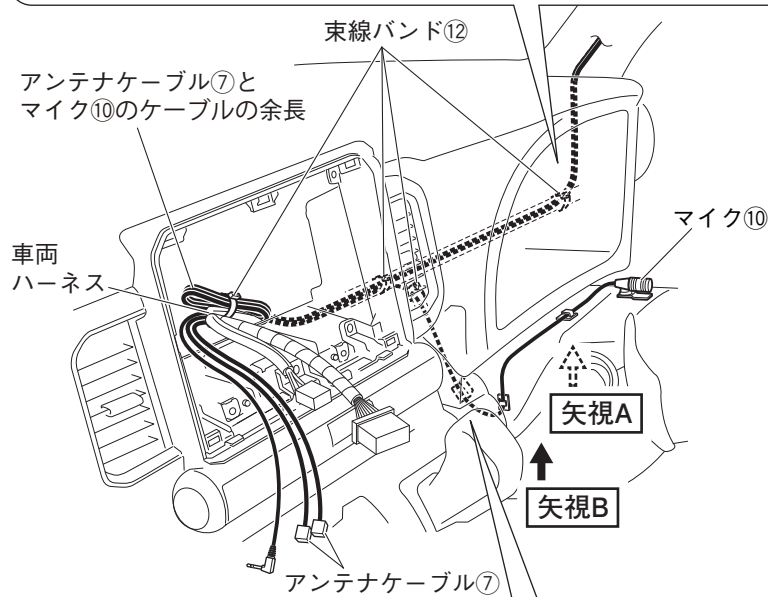 束線バンド⑫
アンテナケーブル⑦と
マイク⑩のケーブルの余長
マイク⑩
車両
ハーネス
矢視A
矢視B
アンテナケーブル⑦